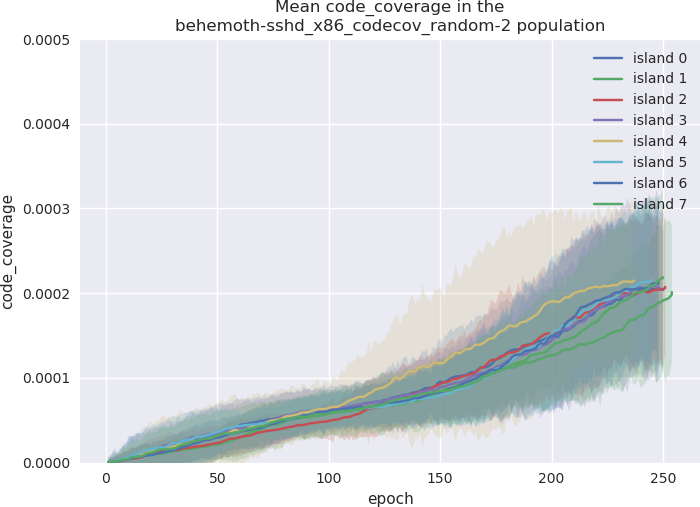 Mean code_coverage in the
behemoth-sshd_x86_codecov_random-2 population
0.0005
0.0004
0.0003
0.0002
0.0001
0.0000
code_coverage
island 0
island 1
island 2
island 3
island 4
island 5
island 6
island 7
0
50
100
150
200
250
epoch